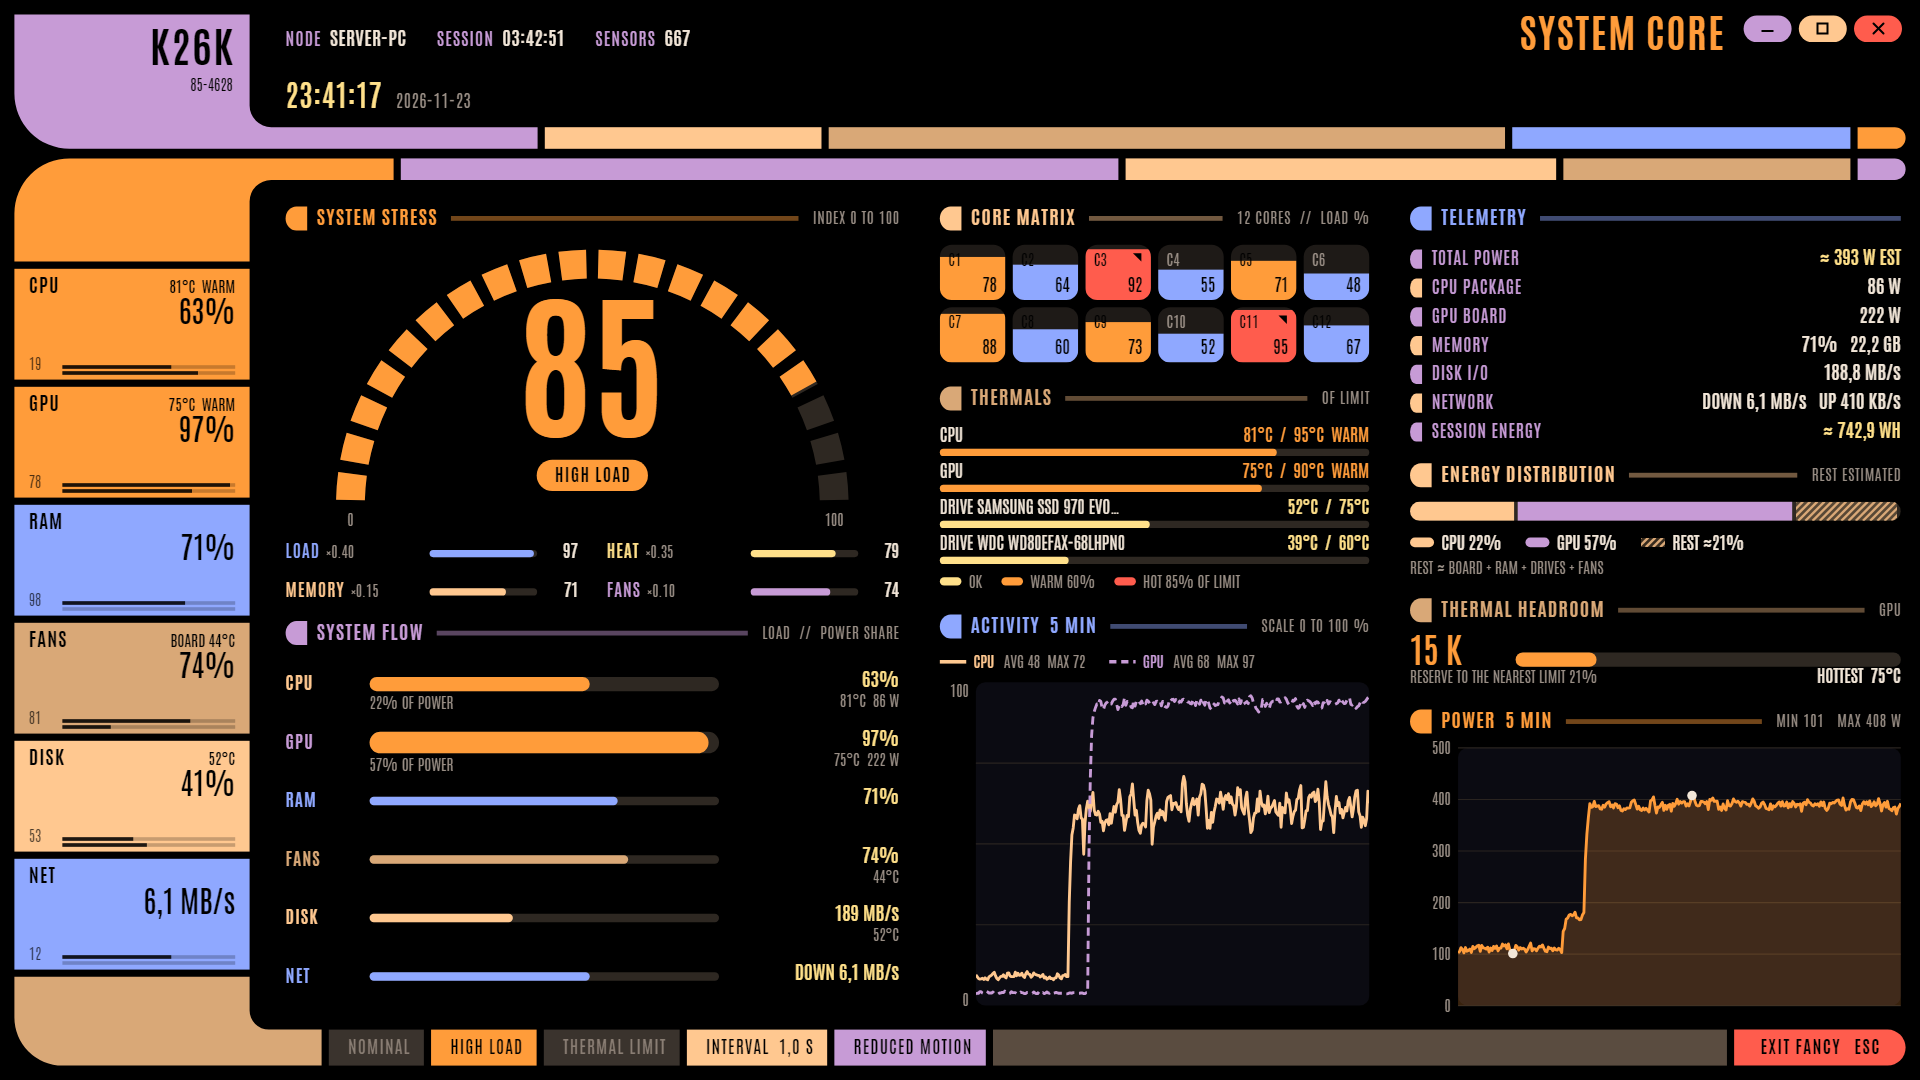 K26K
85-4628
NODE SERVER-PC SESSION 03:42:51 SENSORS 667
23:41:17 2026-11-23
SYSTEM CORE
CPU 81°C WARM
63%
19
GPU 75°C WARM
97%
78
RAM
71%
98
FANS BOARD 44°C
74%
81
DISK 52°C
41%
53
NET
6,1 MB/s
12
SYSTEM STRESS INDEX 0 TO 100
85
HIGH LOAD
0 100
LOAD ×0.40 97 HEAT ×0.35 79
MEMORY ×0.15 71 FANS ×0.10 74
SYSTEM FLOW LOAD // POWER SHARE
CPU 63%
22% OF POWER 81°C 86 W
GPU 97%
57% OF POWER 75°C 222 W
RAM 71%
FANS 74%
44°C
DISK 189 MB/s
52°C
NET DOWN 6,1 MB/s
CORE MATRIX 12 CORES // LOAD %
C1 C2 C3 C4 C5 C6
78 64 92 55 71 48
C7 C8 C9 C10 C11 C12
88 60 73 52 95 67
THERMALS OF LIMIT
CPU 81°C / 95°C WARM
GPU 75°C / 90°C WARM
DRIVE SAMSUNG SSD 970 EVO... 52°C / 75°C
DRIVE WDC WD80EFAX-68LHPN0 39°C / 60°C
OK WARM 60% HOT 85% OF LIMIT
ACTIVITY 5 MIN SCALE 0 TO 100 %
CPU AVG 48 MAX 72 GPU AVG 68 MAX 97
100
0
TELEMETRY
TOTAL POWER ≈ 393 W EST
CPU PACKAGE 86 W
GPU BOARD 222 W
MEMORY 71% 22,2 GB
DISK I/O 188,8 MB/s
NETWORK DOWN 6,1 MB/s UP 410 KB/s
SESSION ENERGY ≈ 742,9 WH
ENERGY DISTRIBUTION REST ESTIMATED
CPU 22% GPU 57% REST ≈21%
REST ≈ BOARD + RAM + DRIVES + FANS
THERMAL HEADROOM GPU
15 K
RESERVE TO THE NEAREST LIMIT 21% HOTTEST 75°C
POWER 5 MIN MIN 101 MAX 408 W
500
400
300
200
100
0
NOMINAL HIGH LOAD THERMAL LIMIT INTERVAL 1,0 S REDUCED MOTION EXIT FANCY ESC